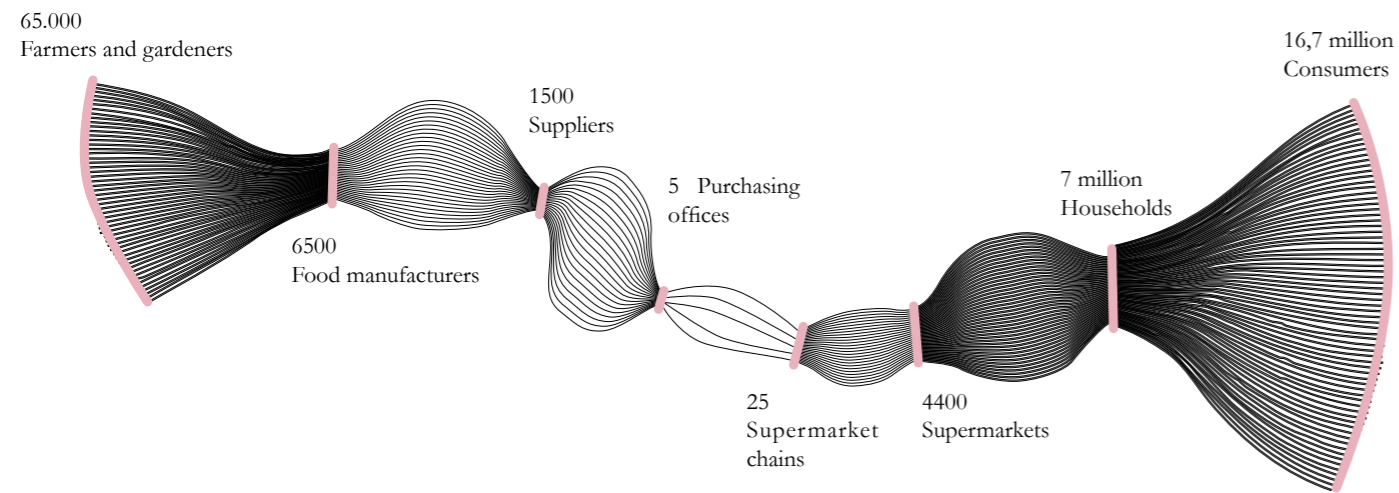 65.000
Farmers and gardeners
6500
Food manufacturers
1500
Suppliers
5 Purchasing
offices
25
Supermarket
chains
4400
Supermarkets
7 million
Households
16,7 million
Consumers